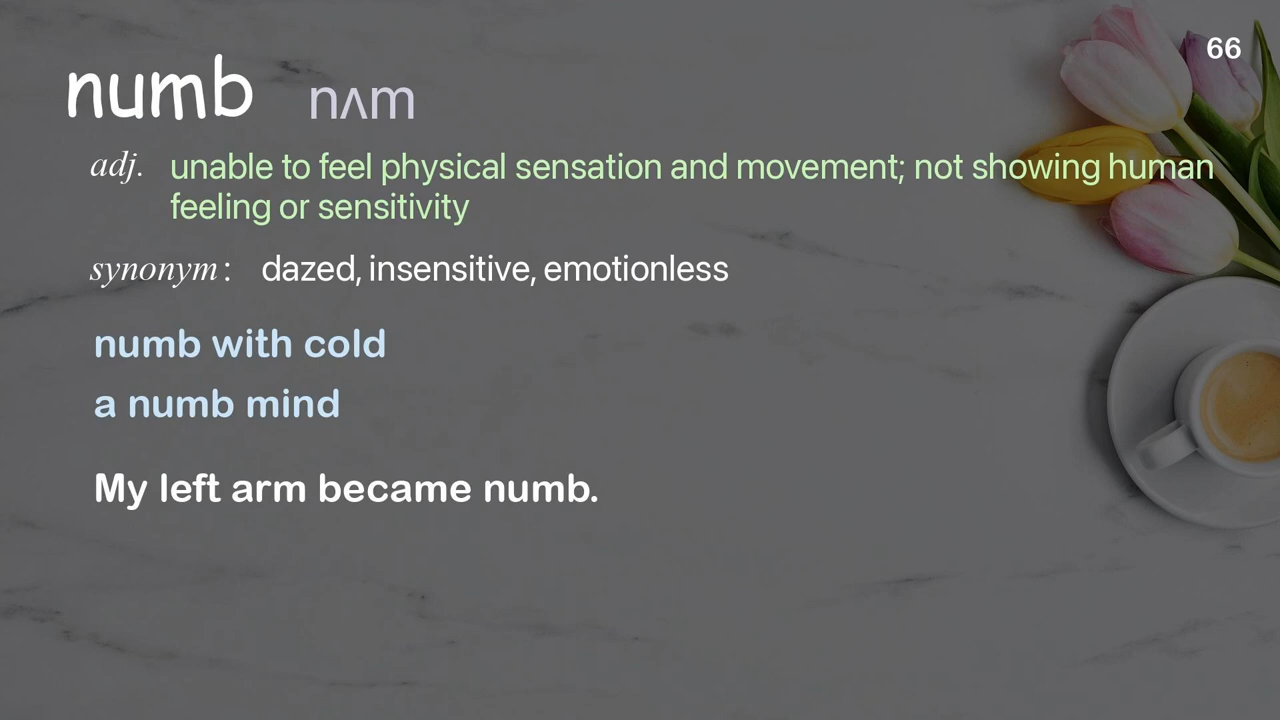 66
numb nʌm
adj. unable to feel physical sensation and movement; not showing human
feeling or sensitivity
synonym: dazed, insensitive, emotionless
numb with cold
a numb mind
My left arm became numb.